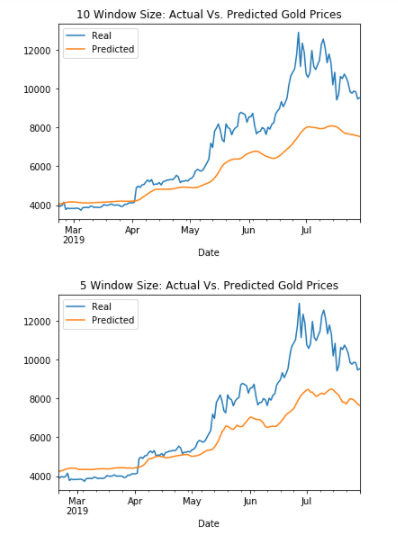 10 Window Size: Actual Vs. Predicted Gold Prices
Real
Predicted
12000
10000
8000
6000
4000
Mar
2019
Apr
May
Jun
Jul
Date
5 Window Size: Actual Vs. Predicted Gold Prices
Real
Predicted
12000
10000
8000
6000
4000
Mar
2019
Apr
May
Jun
Jul
Date